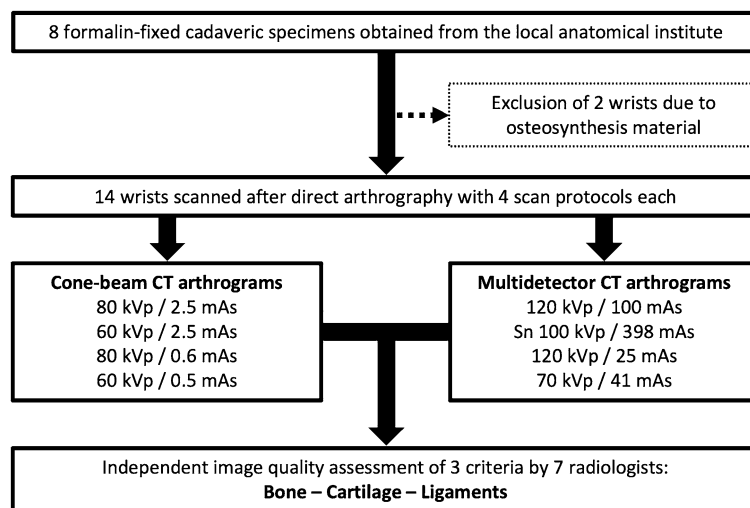 8 formalin-fixed cadaveric specimens obtained from the local anatomical institute
Exclusion of 2 wrists due to
osteosynthesis material
14 wrists scanned after direct arthrography with 4 scan protocols each
Cone-beam CT arthrograms
80 kVp / 2.5 mAs
60 kVp / 2.5 mAs
80 kVp / 0.6 mAs
60 kVp / 0.5 mAs
Multidetector CT arthrograms
120 kVp / 100 mAs
Sn 100 kVp / 398 mAs
120 kVp / 25 mAs
70 kVp / 41 mAs
Independent image quality assessment of 3 criteria by 7 radiologists:
Bone – Cartilage – Ligaments